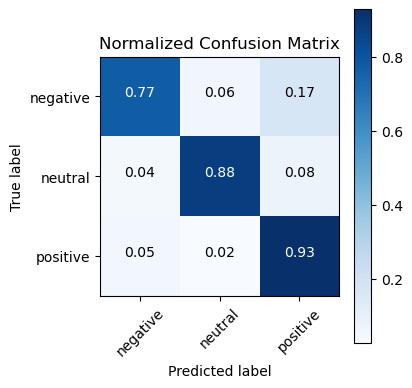 Normalized Confusion Matrix
True label
negative 0.77 0.06 0.17
neutral 0.04 0.88 0.08
positive 0.05 0.02 0.93
negative neutral positive
Predicted label
0.8
0.6
0.4
0.2